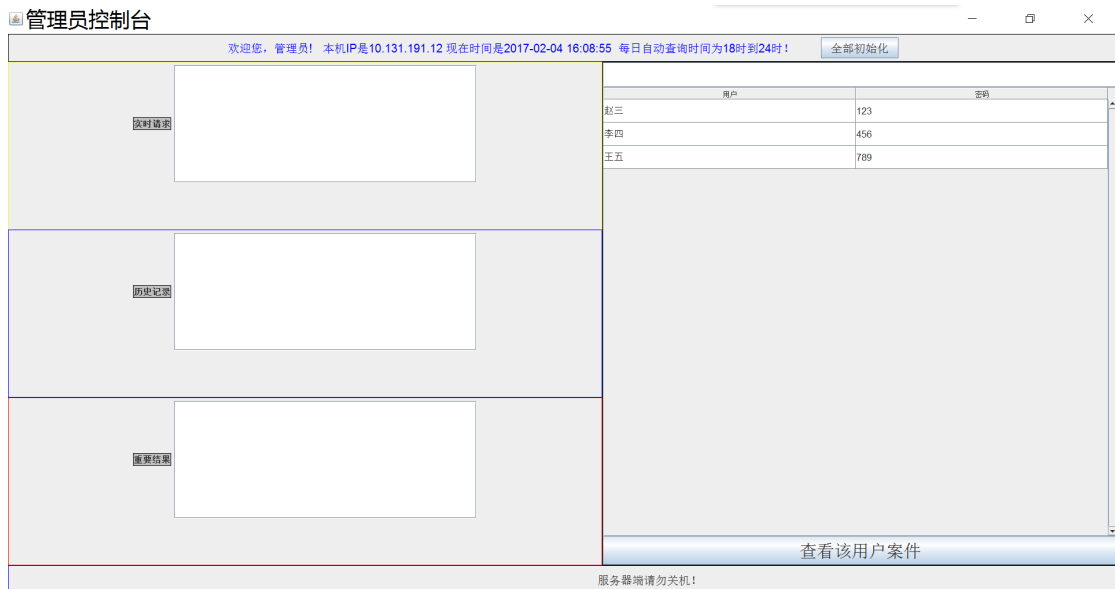 管理员控制台
欢迎您，管理员! 本机IP是10.131.191.12 现在时间是2017-02-04 16:08:55 每日自动查询时间为18时到24时!
全部初始化
实时请求
历史记录
重要结果
用户 密码
赵三 123
李四 456
王五 789
查看该用户案件
服务器端请勿关机!